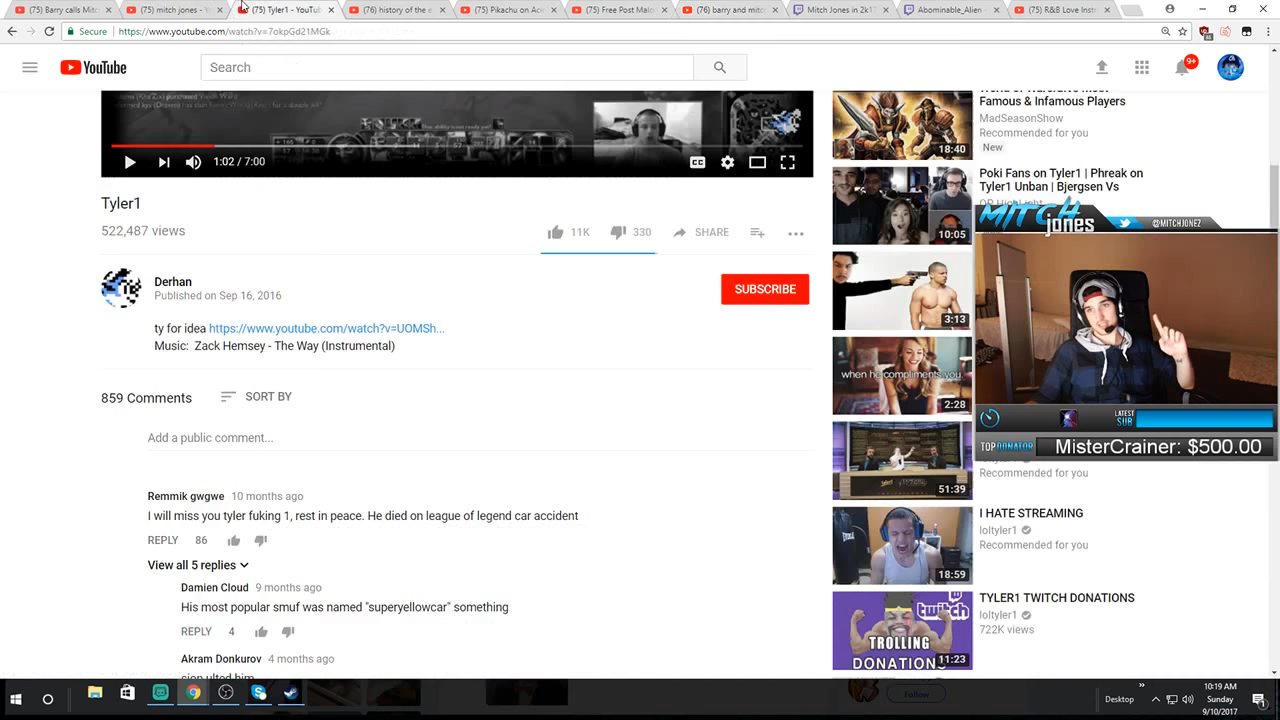 (75) Barry calls Mitc
(75) mitch jones - Y
(75) Tyler1 - YouTub
(76) history of the e
(75) Pikachu on Ace
(75) Free Post Malo
(76) barry and mitc
Mitch Jones in 2k1
Abominable_Alien -
(75) R&B Love Inst
Secure
https://www.youtube.com/watch?v=7okpGd21MGk
YouTube
Search
9+
1:02 / 7:00
CC
Tyler1
522,487 views
11K
330
SHARE
Derhan
Published on Sep 16, 2016
SUBSCRIBE
ty for idea https://www.youtube.com/watch?v=UOMSh...
Music: Zack Hemsey - The Way (Instrumental)
859 Comments
SORT BY
Add a public comment...
Remmik gwgwe 10 months ago
I will miss you tyler fuking 1, rest in peace. He died on league of legend car accident
REPLY 86
View all 5 replies
Damien Cloud 9 months ago
His most popular smuf was named "superyellowcar" something
REPLY 4
Akram Donkurov 4 months ago
Famous & Infamous Players
MadSeasonShow
Recommended for you
New
18:40
Poki Fans on Tyler1 | Phreak on
Tyler1 Unban | Bjergsen Vs
10:05
MITCH
jones
@MITCHJONEZ
3:13
when he compliments you.
2:28
LATEST
SUB
TOP DONATOR
MisterCrainer: $500.00
51:39
Recommended for you
I HATE STREAMING
loltyler1
Recommended for you
18:59
TYLER1 TWITCH DONATIONS
loltyler1
722K views
twitch
TROLLING
DONATIONS
11:23
Follow
Desktop
10:19 AM
Sunday
9/10/2017